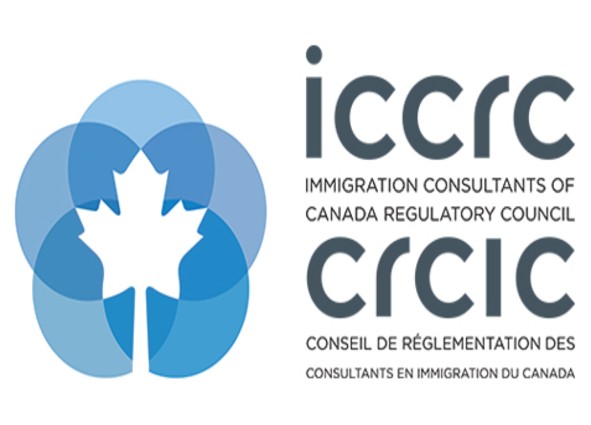 iccrc
IMMIGRATION CONSULTANTS OF
CANADA REGULATORY COUNCIL
crcic
CONSEIL DE RÉGLEMENTATION DES
CONSULTANTS EN IMMIGRATION DU CANADA